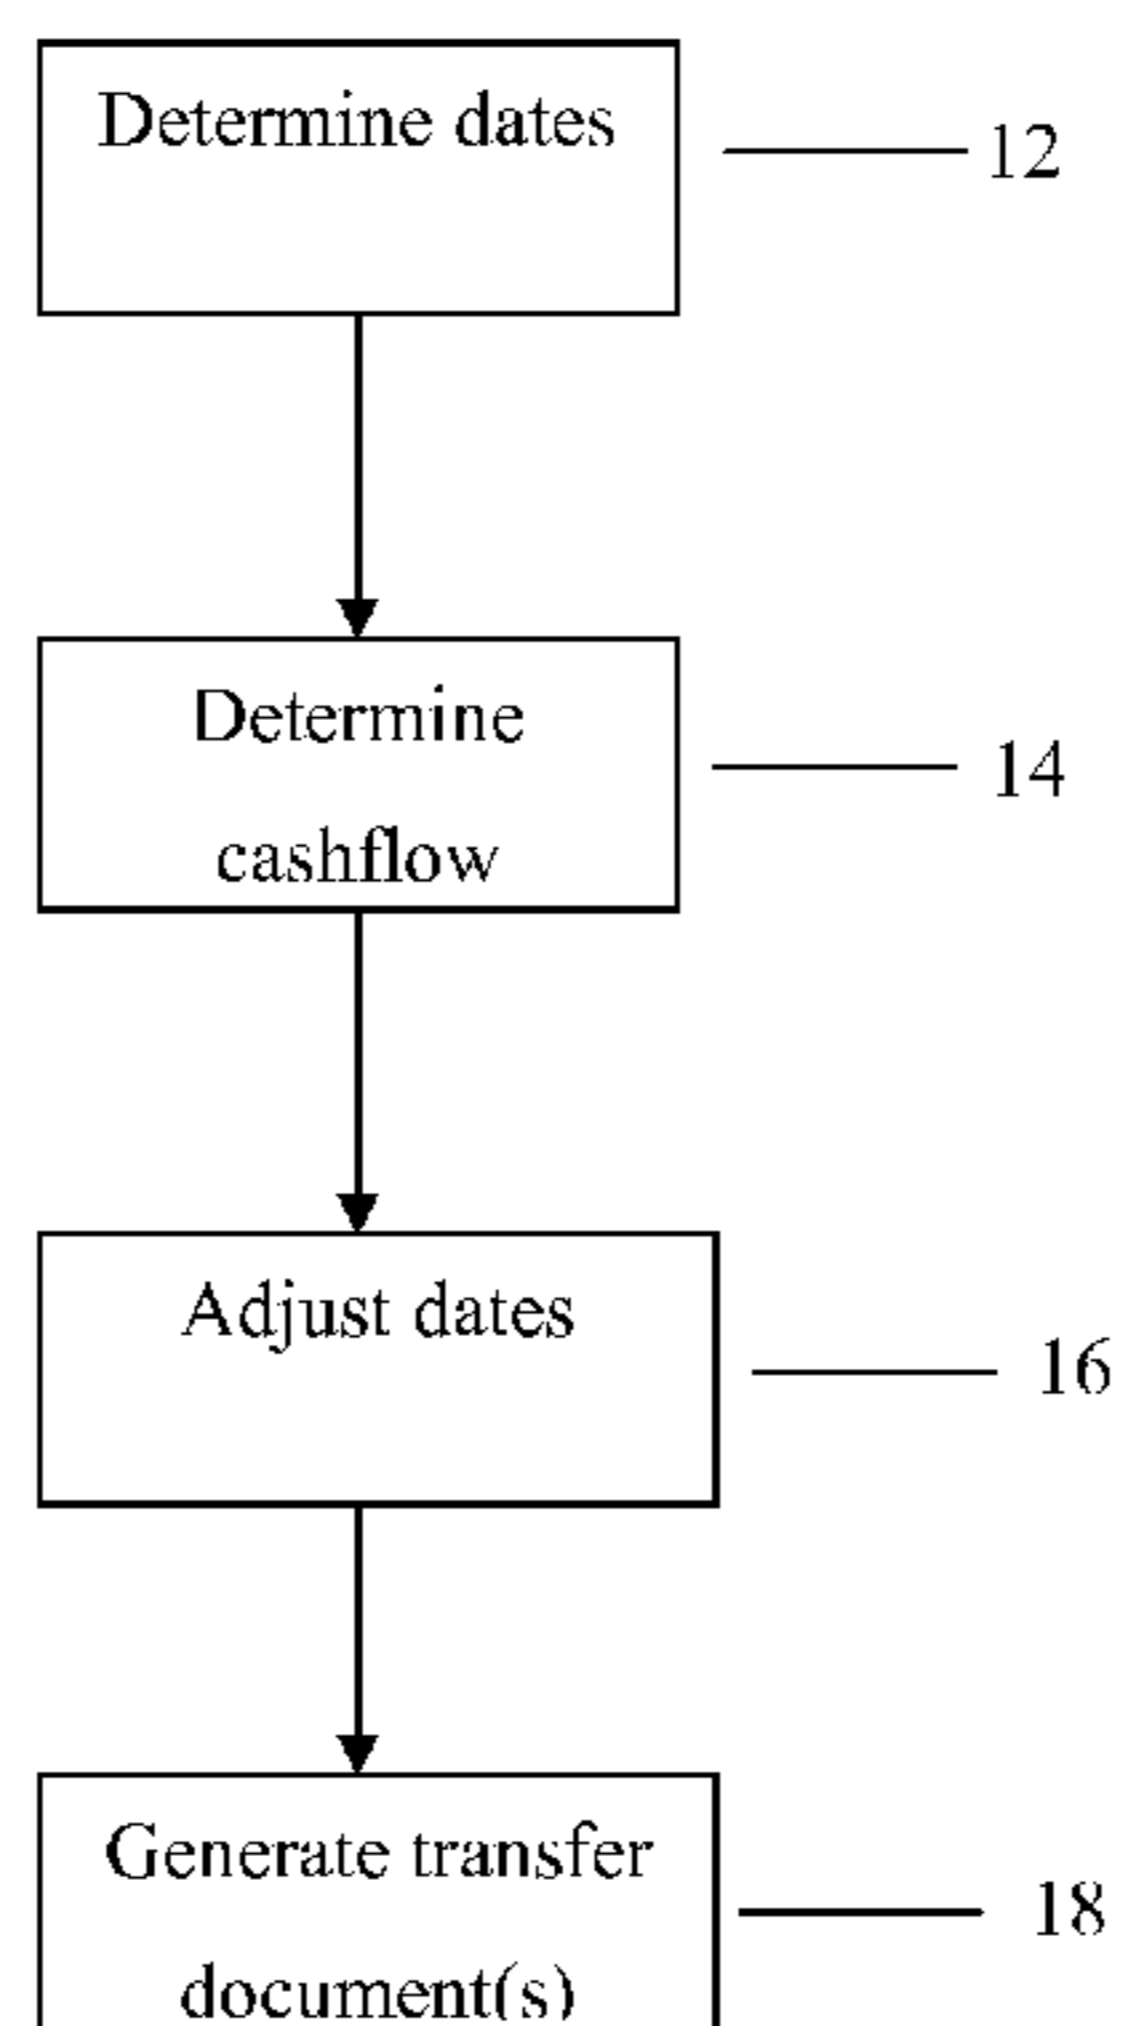 Determine dates
12
Determine
cashflow
14
Adjust dates
16
Generate transfer
document(s)
18